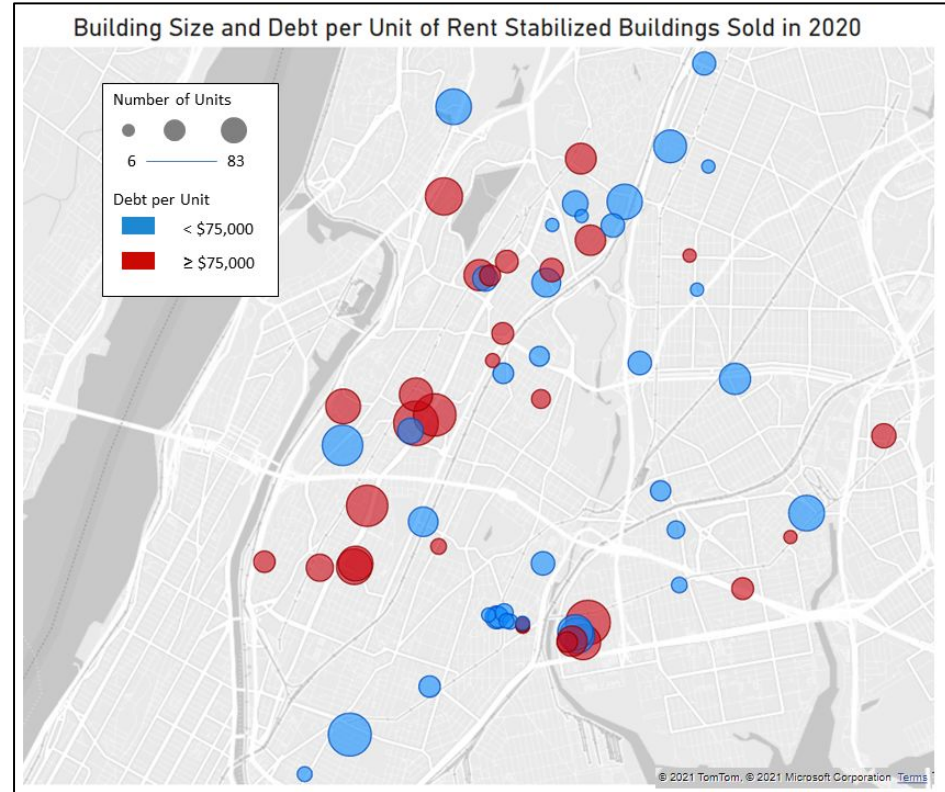 Building Size and Debt per Unit of Rent Stabilized Buildings Sold in 2020
Number of Units
6 83
Debt per Unit
< $75,000
≥ $75,000
© 2021 TomTom, © 2021 Microsoft Corporation Terms